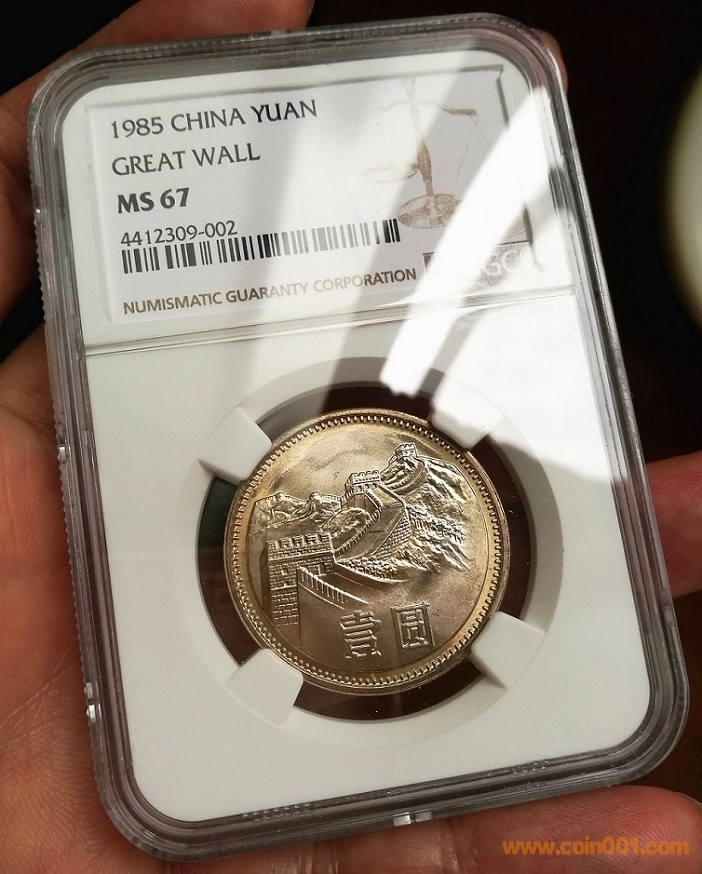 1985 CHINA YUAN
GREAT WALL
MS 67
4412309-002
NUMISMATIC GUARANTY CORPORATION
壹圆
www.coin001.com